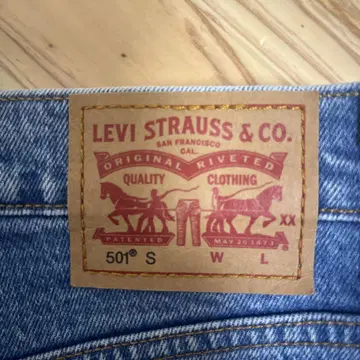 LEVI STRAUSS & CO.
SAN FRANCISCO
CAL.
ORIGINAL RIVETED
QUALITY CLOTHING
XX
PATENTED MAY 20 1873
501® S W L